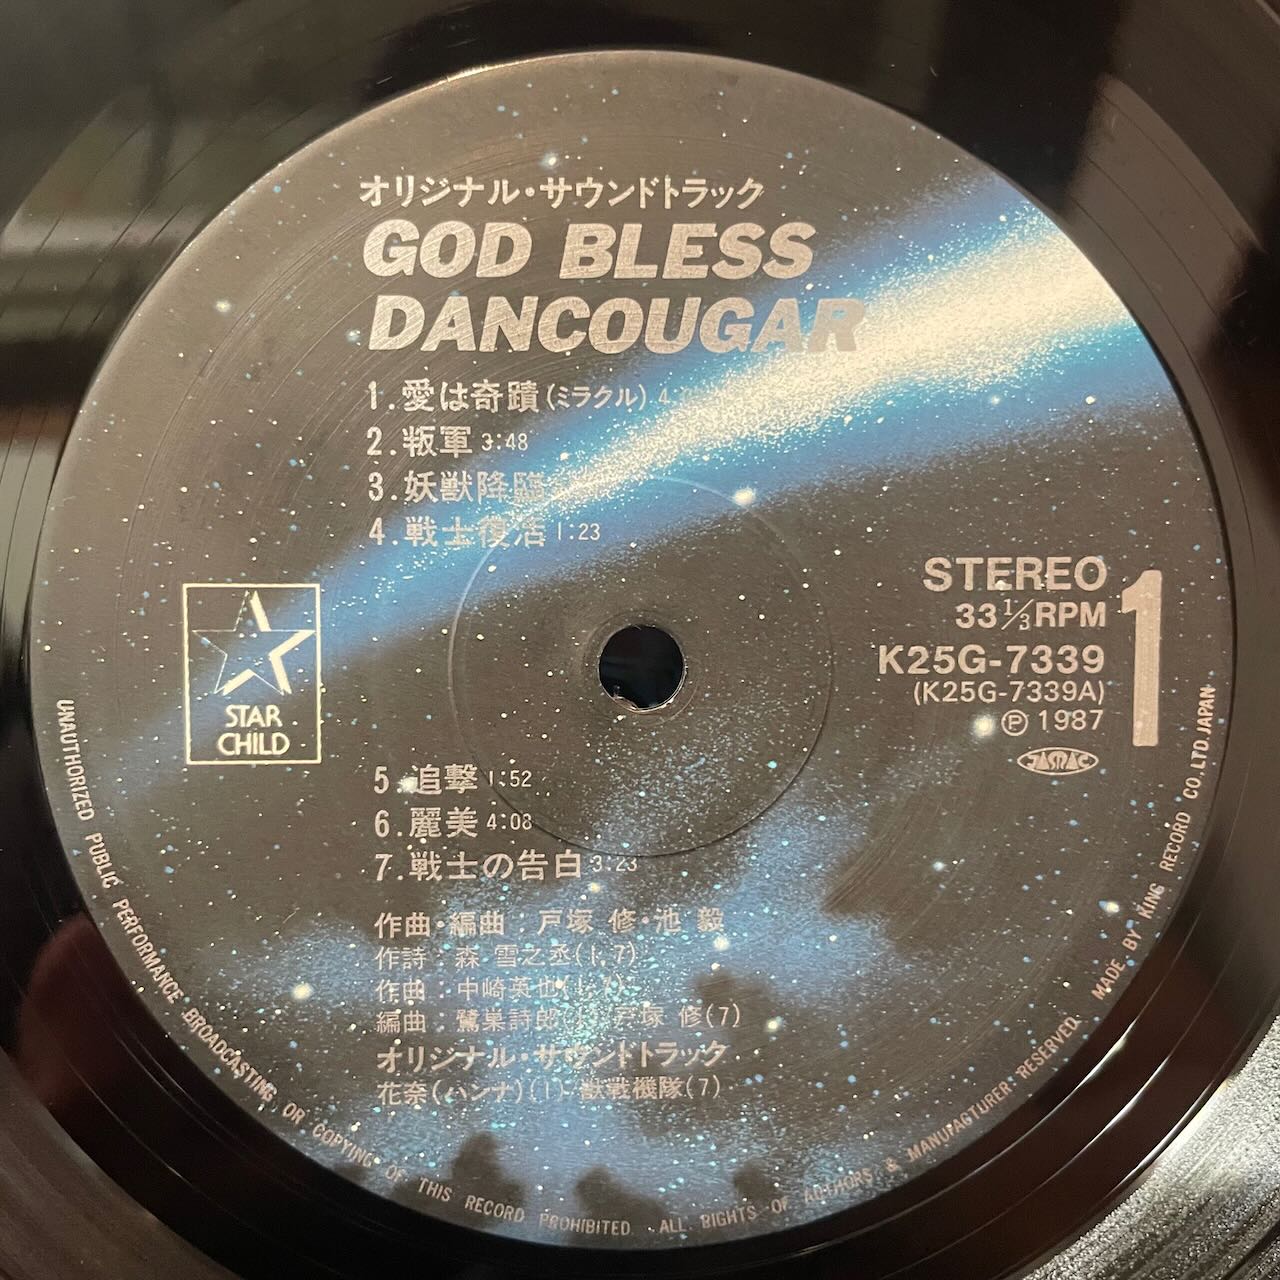 オリジナル・サウンドトラック
GOD BLESS
DANCOUGAR
1.愛は奇蹟(ミラクル)
2.叛軍 3:48
3.妖獣降臨
4.戦士復活 1:23
STAR
CHILD
STEREO
33 1/3 RPM
K25G-7339
(K25G-7339A)
Ⓟ 1987
JASRAC
1
5.追撃 1:52
6.麗美 4:08
7.戦士の告白 3:23
作曲・編曲:戸塚 修・池 毅
作詩:森 雪之丞(1.7)
作曲:中崎英也(1.7)
編曲:鷺巣詩郎(1) 戸塚 修(7)
オリジナル・サウンドトラック
花奈(ハンナ)(1) 獣戦機隊(7)
UNAUTHORIZED PUBLIC PERFORMANCE BROADCASTING OR COPYING OF THIS RECORD PROHIBITED. ALL RIGHTS OF AUTHORS & MANUFACTURER RESERVED. MADE BY KING RECORD CO. LTD JAPAN